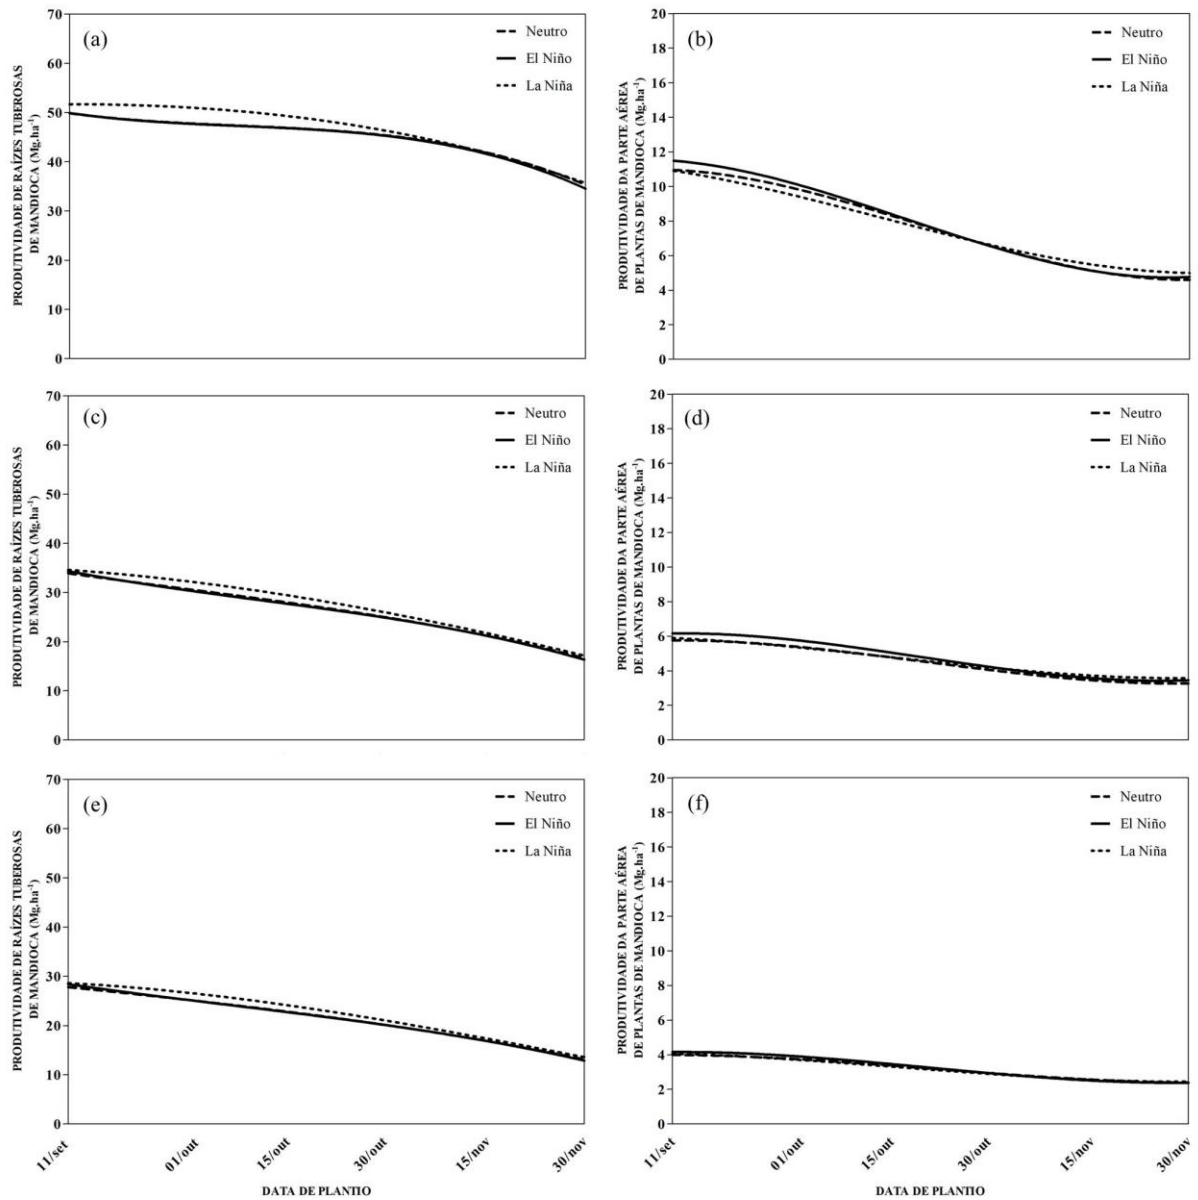 (a)
Neutro
El Niño
La Niña
PRODUTIVIDADE DE RAÍZES TUBEROSAS
DE MANDIOCA (Mg.ha⁻¹)
70
60
50
40
30
20
10
0
(b)
Neutro
El Niño
La Niña
PRODUTIVIDADE DA PARTE AÉREA
DE PLANTAS DE MANDIOCA (Mg.ha⁻¹)
20
18
16
14
12
10
8
6
4
2
0
(c)
Neutro
El Niño
La Niña
PRODUTIVIDADE DE RAÍZES TUBEROSAS
DE MANDIOCA (Mg.ha⁻¹)
70
60
50
40
30
20
10
0
(d)
Neutro
El Niño
La Niña
PRODUTIVIDADE DA PARTE AÉREA
DE PLANTAS DE MANDIOCA (Mg.ha⁻¹)
20
18
16
14
12
10
8
6
4
2
0
(e)
Neutro
El Niño
La Niña
PRODUTIVIDADE DE RAÍZES TUBEROSAS
DE MANDIOCA (Mg.ha⁻¹)
70
60
50
40
30
20
10
0
11/set
01/out
15/out
30/out
15/nov
30/nov
DATA DE PLANTIO
(f)
Neutro
El Niño
La Niña
PRODUTIVIDADE DA PARTE AÉREA
DE PLANTAS DE MANDIOCA (Mg.ha⁻¹)
20
18
16
14
12
10
8
6
4
2
0
11/set
01/out
15/out
30/out
15/nov
30/nov
DATA DE PLANTIO